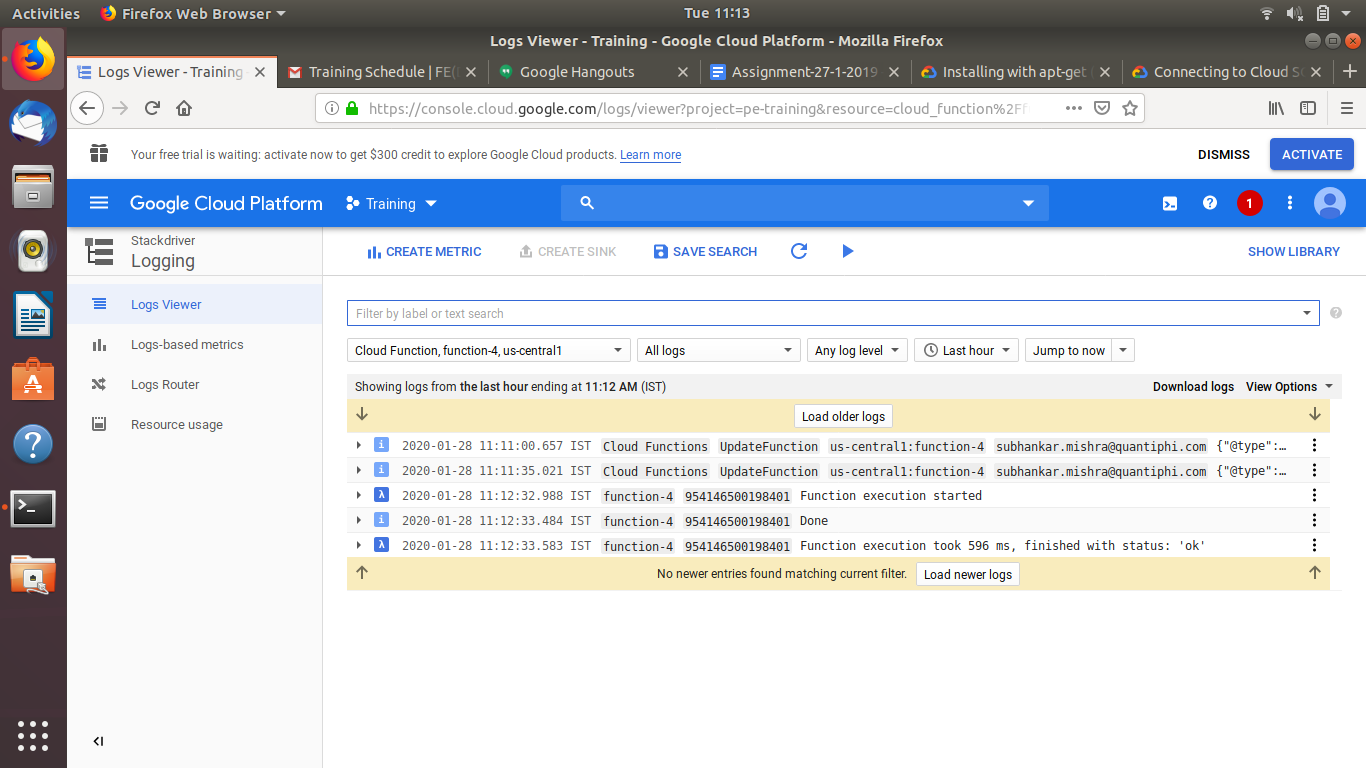 Activities Firefox Web Browser Tue 11:13
Logs Viewer - Training - Google Cloud Platform - Mozilla Firefox
Logs Viewer - Training Training Schedule | FE( Google Hangouts Assignment-27-1-2019 Installing with apt-get Connecting to Cloud
https://console.cloud.google.com/logs/viewer?project=pe-training&resource=cloud_function%2Ff
Your free trial is waiting: activate now to get $300 credit to explore Google Cloud products. Learn more DISMISS ACTIVATE
Google Cloud Platform Training 1
Stackdriver
Logging
CREATE METRIC CREATE SINK SAVE SEARCH SHOW LIBRARY
Logs Viewer
Logs-based metrics
Logs Router
Resource usage
Filter by label or text search
Cloud Function, function-4, us-central1 All logs Any log level Last hour Jump to now
Showing logs from the last hour ending at 11:12 AM (IST) Download logs View Options
Load older logs
i 2020-01-28 11:11:00.657 IST Cloud Functions UpdateFunction us-central1:function-4 subhankar.mishra@quantiphi.com {"@type":…
i 2020-01-28 11:11:35.021 IST Cloud Functions UpdateFunction us-central1:function-4 subhankar.mishra@quantiphi.com {"@type":…
λ 2020-01-28 11:12:32.988 IST function-4 954146500198401 Function execution started
i 2020-01-28 11:12:33.484 IST function-4 954146500198401 Done
λ 2020-01-28 11:12:33.583 IST function-4 954146500198401 Function execution took 596 ms, finished with status: 'ok'
No newer entries found matching current filter. Load newer logs